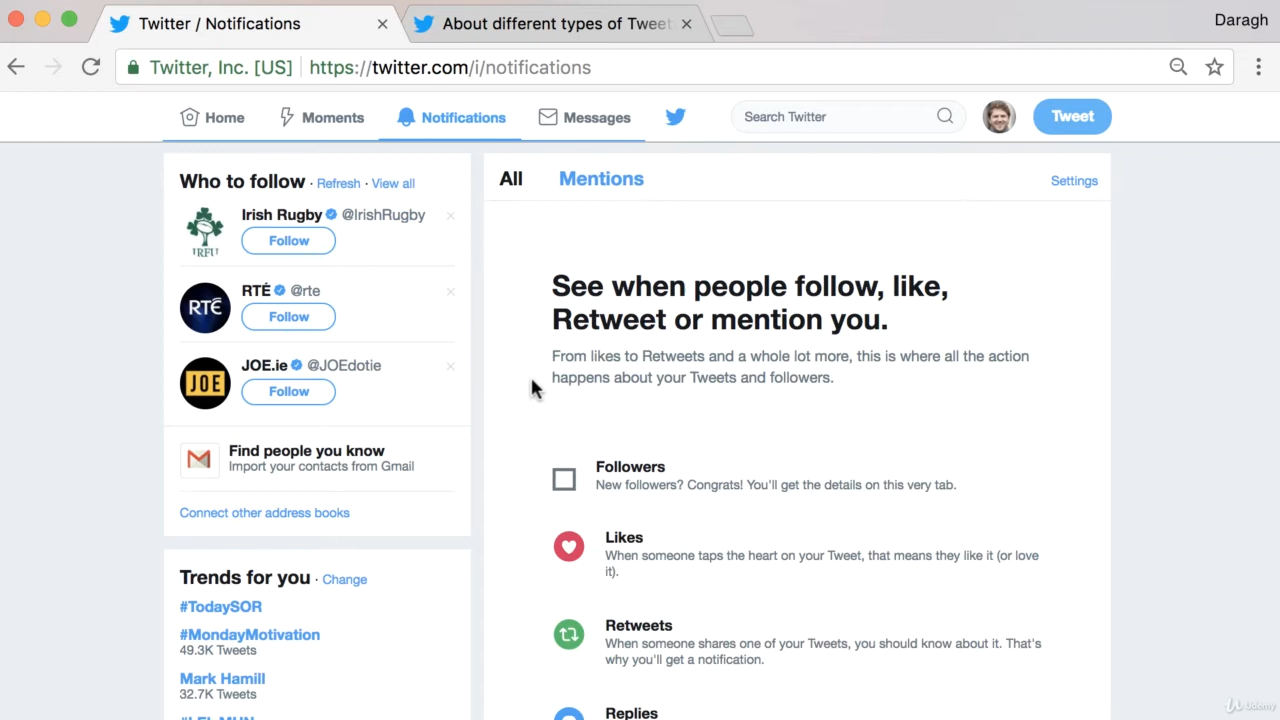 Twitter / Notifications
About different types of Tweet
Daragh
Twitter, Inc. [US]
https://twitter.com/i/notifications
Home
Moments
Notifications
Messages
Search Twitter
Tweet
Who to follow · Refresh · View all
Irish Rugby @IrishRugby
IRFU
Follow
RTÉ @rte
RTÉ
Follow
JOE.ie @JOEdotie
JOE
Follow
Find people you know
Import your contacts from Gmail
Connect other address books
Trends for you · Change
#TodaySOR
#MondayMotivation
49.3K Tweets
Mark Hamill
32.7K Tweets
All
Mentions
Settings
See when people follow, like,
Retweet or mention you.
From likes to Retweets and a whole lot more, this is where all the action
happens about your Tweets and followers.
Followers
New followers? Congrats! You'll get the details on this very tab.
Likes
When someone taps the heart on your Tweet, that means they like it (or love
it).
Retweets
When someone shares one of your Tweets, you should know about it. That's
why you'll get a notification.
Replies
Udemy